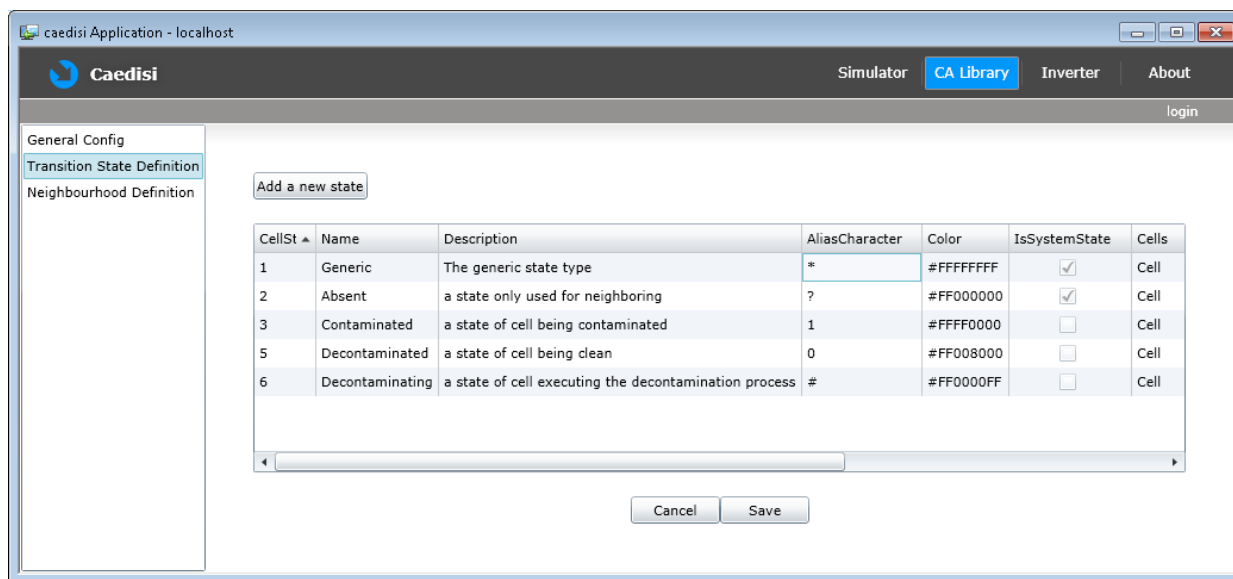 caedisi Application - localhost
Caedisi Simulator CA Library Inverter About
login
General Config
Transition State Definition
Neighbourhood Definition
Add a new state
CellSt Name Description AliasCharacter Color IsSystemState Cells
1 Generic The generic state type * #FFFFFFFF Cell
2 Absent a state only used for neighboring ? #FF000000 Cell
3 Contaminated a state of cell being contaminated 1 #FFFF0000 Cell
5 Decontaminated a state of cell being clean 0 #FF008000 Cell
6 Decontaminating a state of cell executing the decontamination process # #FF0000FF Cell
Cancel Save